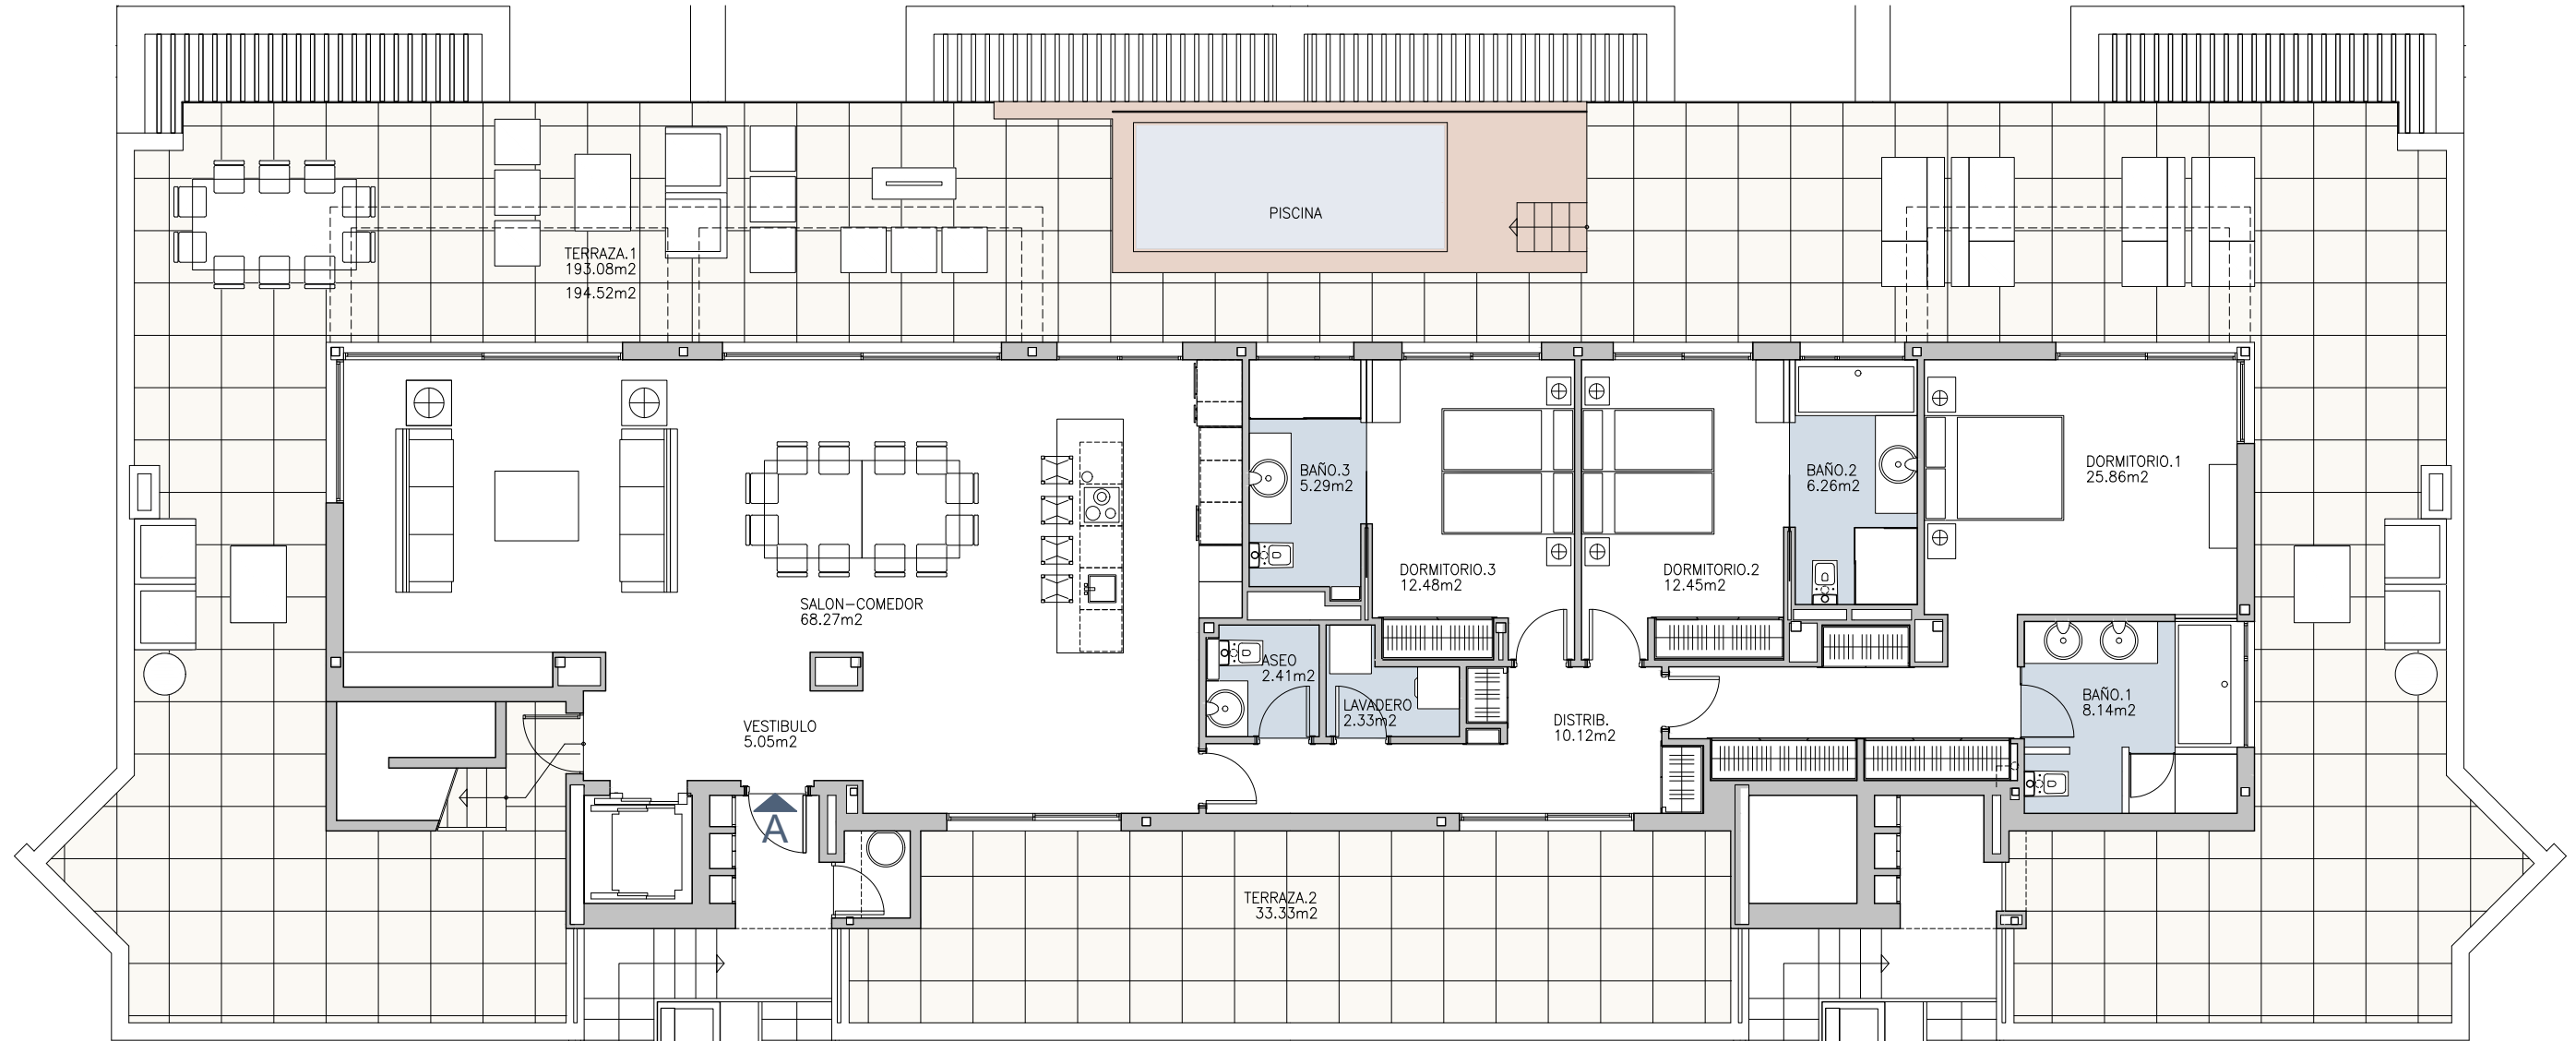 PISCINA
TERRAZA.1
193.08m2
194.52m2
BAÑO.3
5.29m2
BAÑO.2
6.26m2
DORMITORIO.1
25.86m2
DORMITORIO.3
12.48m2
DORMITORIO.2
12.45m2
SALON-COMEDOR
68.27m2
ASEO
2.41m2
LAVADERO
2.33m2
BAÑO.1
8.14m2
VESTIBULO
5.05m2
DISTRIB.
10.12m2
A
TERRAZA.2
33.33m2